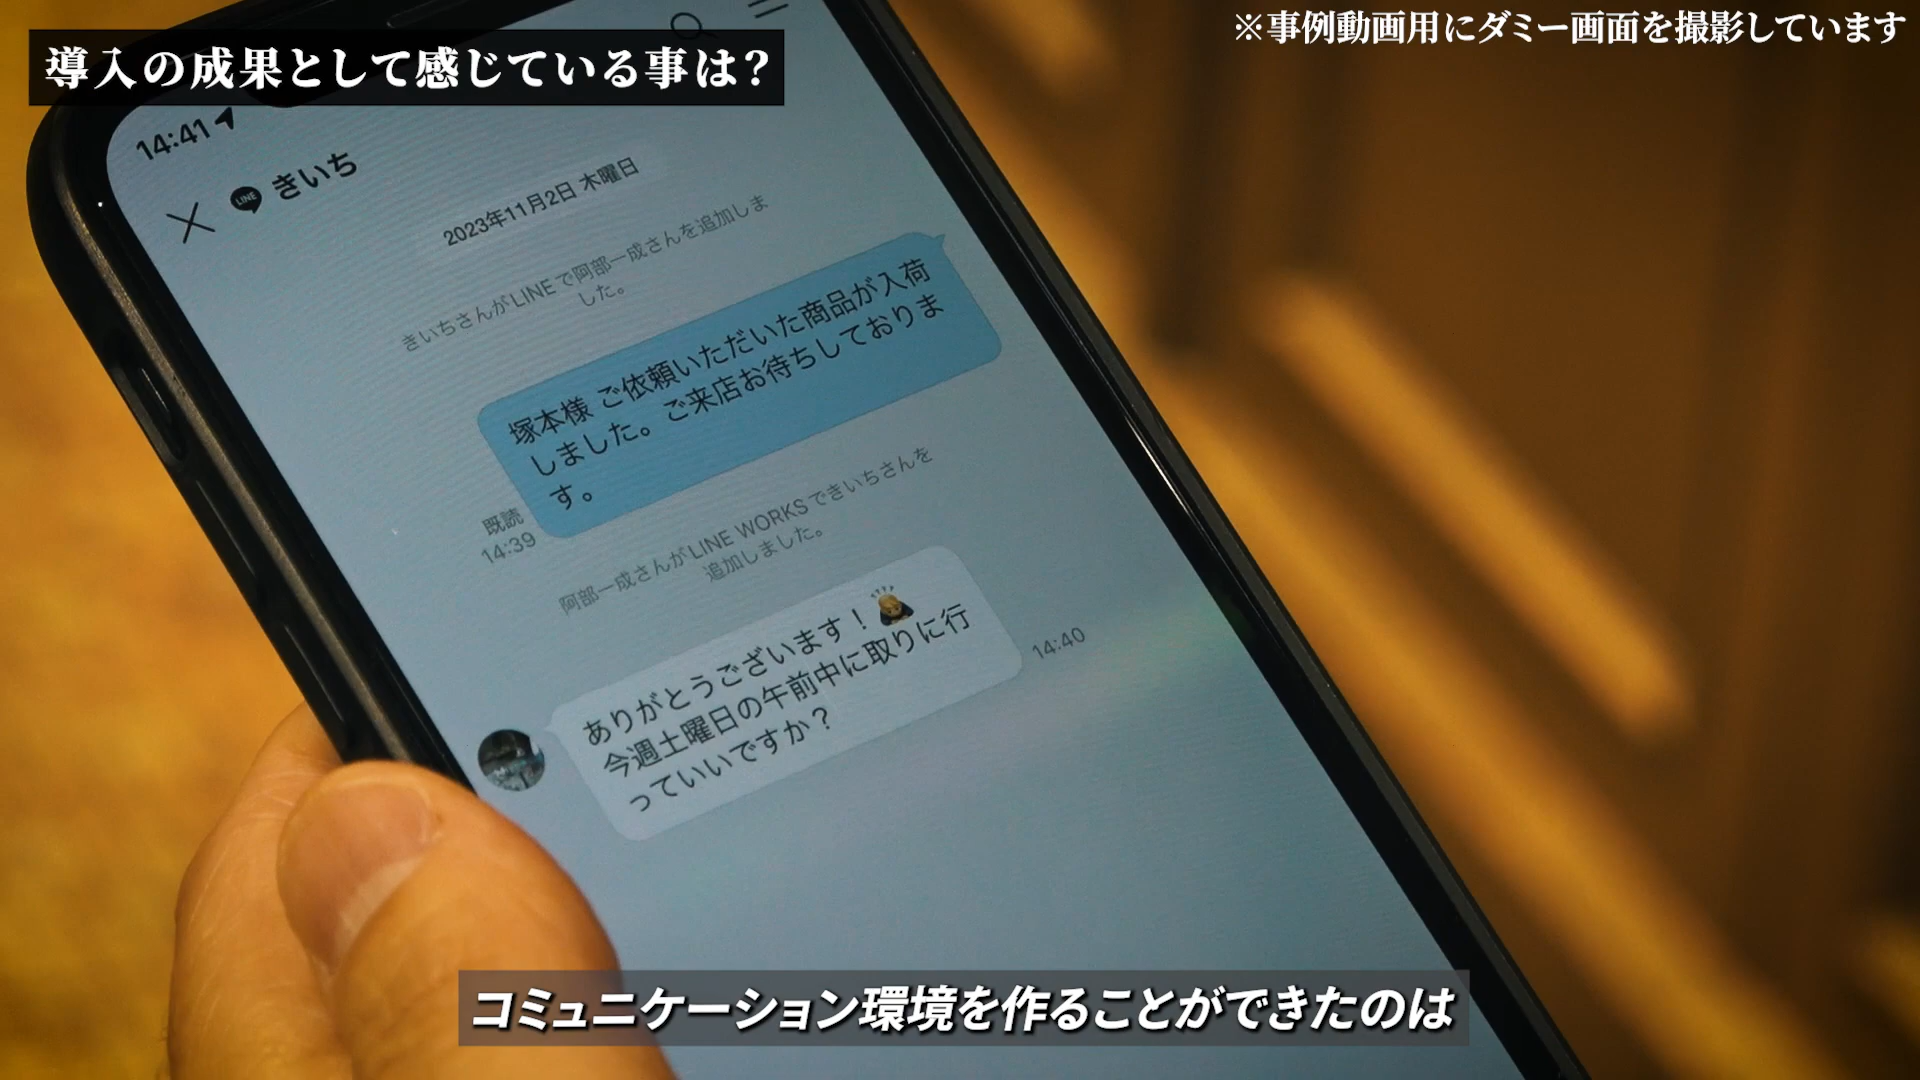 ※事例動画用にダミー画面を撮影しています
導入の成果として感じている事は?
14:41
LINE きいち
2023年11月2日 木曜日
きいちさんがLINEで阿部一成さんを追加しま
した。
塚本様 ご依頼いただいた商品が入荷
しました。ご来店お待ちしておりま
す。
既読
14:39
阿部一成さんがLINE WORKSできいちさんを
追加しました。
ありがとうございます！
今週土曜日の午前中に取りに行
っていいですか？
14:40
コミュニケーション環境を作ることができたのは